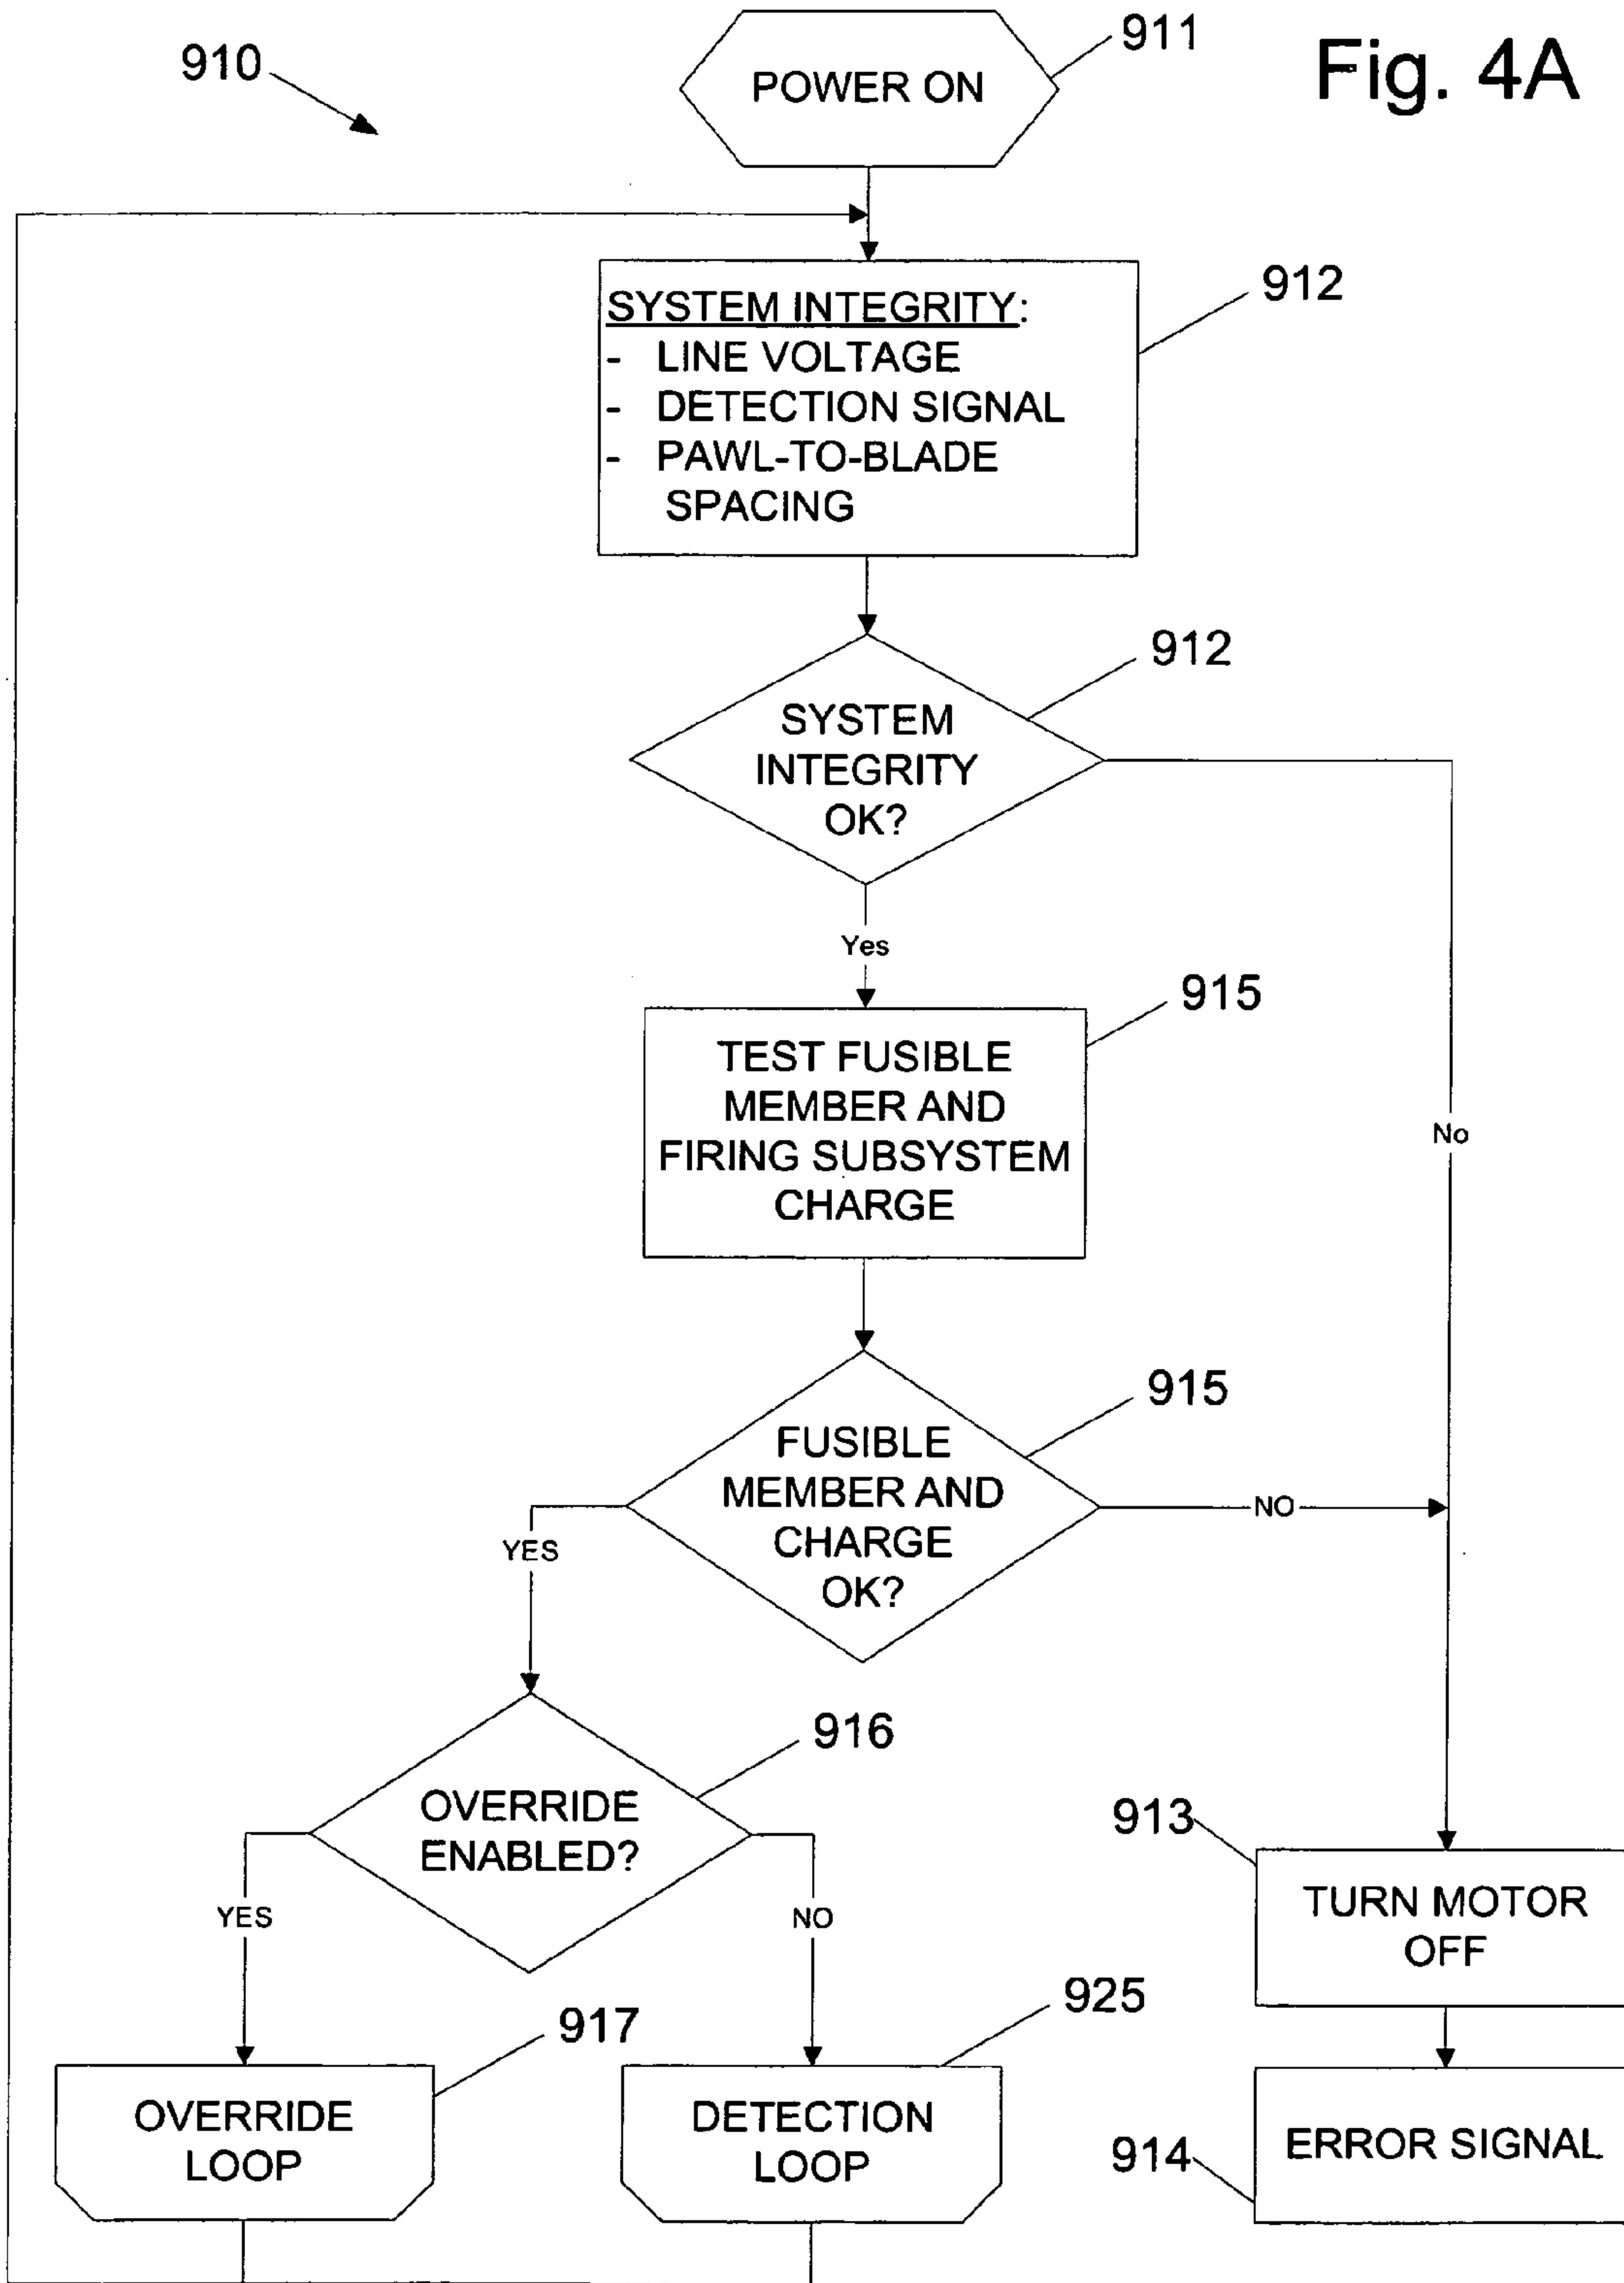 Fig. 4A
910
911
POWER ON
912
SYSTEM INTEGRITY:
- LINE VOLTAGE
- DETECTION SIGNAL
- PAWL-TO-BLADE
SPACING
912
SYSTEM
INTEGRITY
OK?
Yes
No
915
TEST FUSIBLE
MEMBER AND
FIRING SUBSYSTEM
CHARGE
915
FUSIBLE
MEMBER AND
CHARGE
OK?
YES
NO
916
OVERRIDE
ENABLED?
YES
NO
913
TURN MOTOR
OFF
917
OVERRIDE
LOOP
925
DETECTION
LOOP
914
ERROR SIGNAL